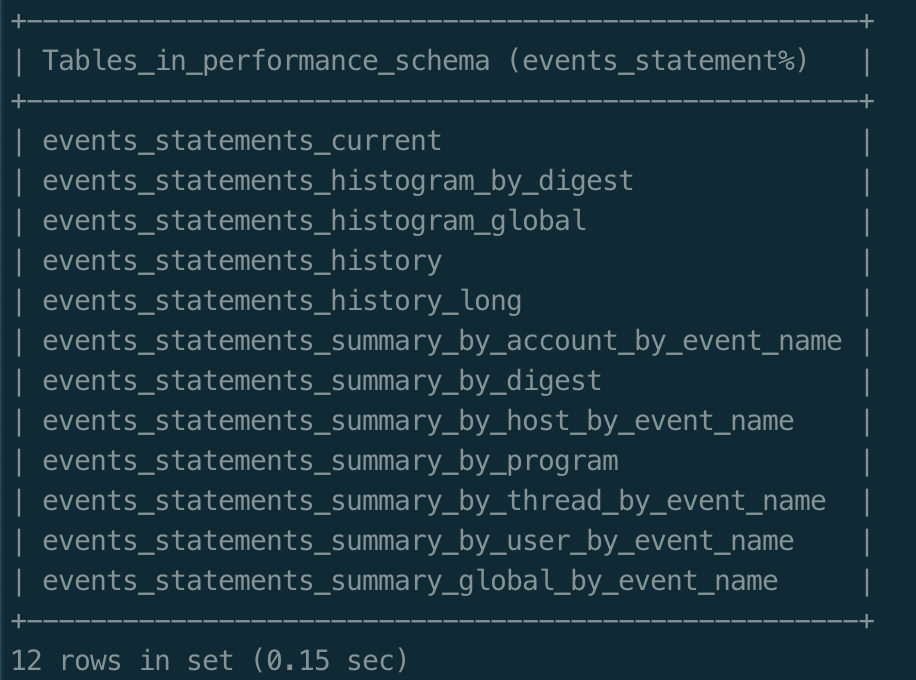 +----------------------------------------------------+
| Tables_in_performance_schema (events_statement%)   |
+----------------------------------------------------+
| events_statements_current                          |
| events_statements_histogram_by_digest              |
| events_statements_histogram_global                 |
| events_statements_history                          |
| events_statements_history_long                     |
| events_statements_summary_by_account_by_event_name |
| events_statements_summary_by_digest                |
| events_statements_summary_by_host_by_event_name    |
| events_statements_summary_by_program               |
| events_statements_summary_by_thread_by_event_name  |
| events_statements_summary_by_user_by_event_name    |
| events_statements_summary_global_by_event_name     |
+----------------------------------------------------+
12 rows in set (0.15 sec)